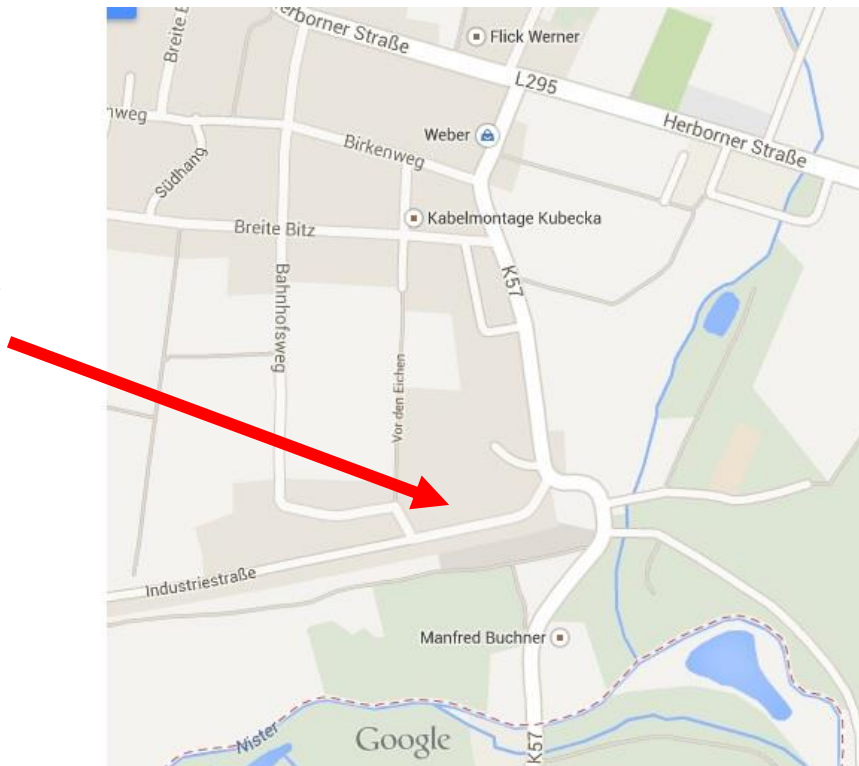 Herborner Straße
Breite B
Flick Werner
L295
nweg
Weber
Herborner Straße
Birkenweg
Südhang
Kabelmontage Kubecka
Breite Bitz
K57
Bahnhofsweg
Vor den Eichen
Industriestraße
Manfred Buchner
Nister
Google
K57